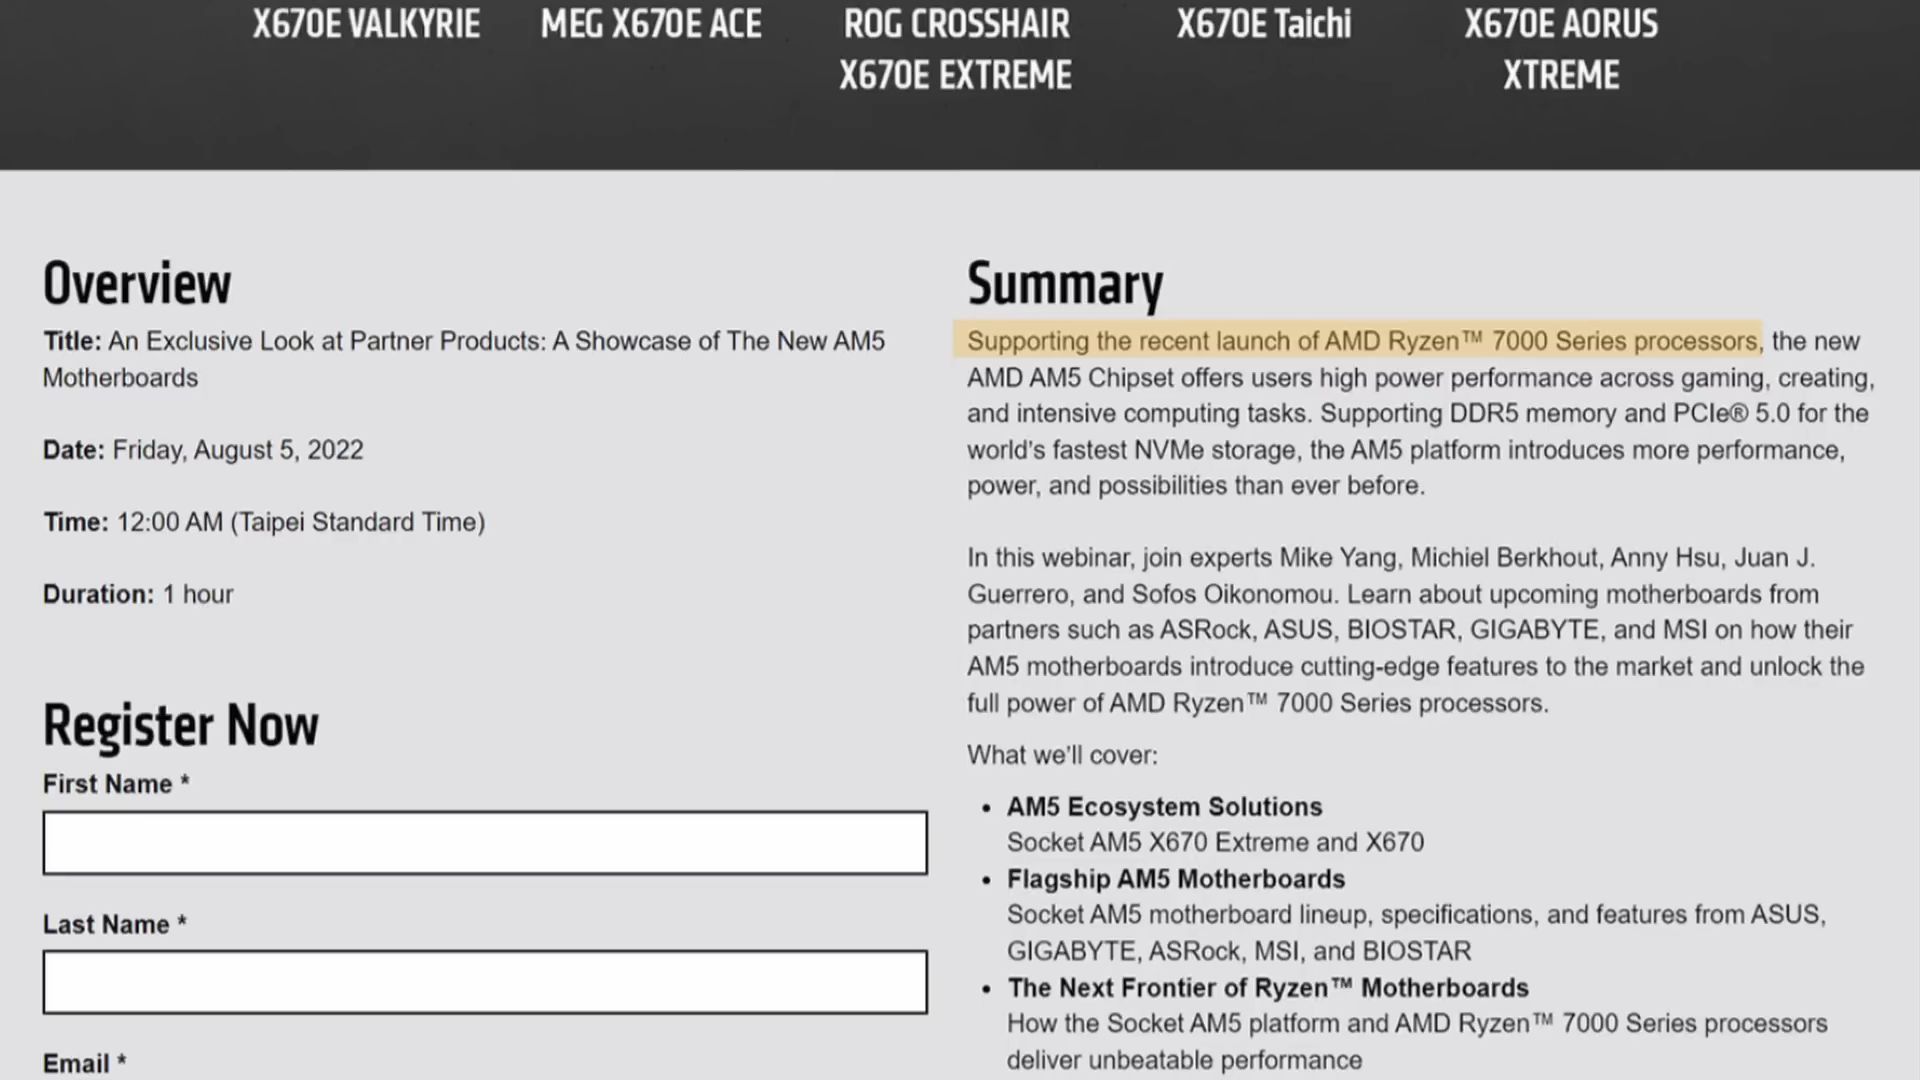 X670E VALKYRIE
MEG X670E ACE
ROG CROSSHAIR
X670E EXTREME
X670E Taichi
X670E AORUS
XTREME
Overview
Title: An Exclusive Look at Partner Products: A Showcase of The New AM5
Motherboards
Date: Friday, August 5, 2022
Time: 12:00 AM (Taipei Standard Time)
Duration: 1 hour
Register Now
First Name *
Last Name *
Email *
Summary
Supporting the recent launch of AMD Ryzen™ 7000 Series processors, the new
AMD AM5 Chipset offers users high power performance across gaming, creating,
and intensive computing tasks. Supporting DDR5 memory and PCIe® 5.0 for the
world's fastest NVMe storage, the AM5 platform introduces more performance,
power, and possibilities than ever before.
In this webinar, join experts Mike Yang, Michiel Berkhout, Anny Hsu, Juan J.
Guerrero, and Sofos Oikonomou. Learn about upcoming motherboards from
partners such as ASRock, ASUS, BIOSTAR, GIGABYTE, and MSI on how their
AM5 motherboards introduce cutting-edge features to the market and unlock the
full power of AMD Ryzen™ 7000 Series processors.
What we'll cover:
• AM5 Ecosystem Solutions
Socket AM5 X670 Extreme and X670
• Flagship AM5 Motherboards
Socket AM5 motherboard lineup, specifications, and features from ASUS,
GIGABYTE, ASRock, MSI, and BIOSTAR
• The Next Frontier of Ryzen™ Motherboards
How the Socket AM5 platform and AMD Ryzen™ 7000 Series processors
deliver unbeatable performance